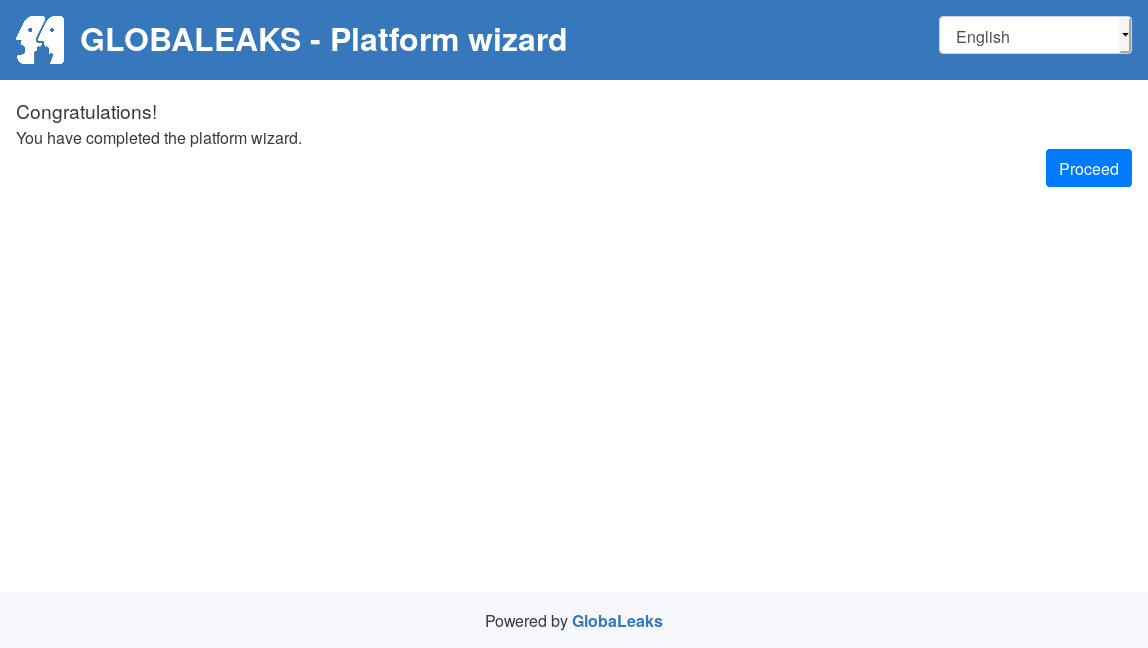 GLOBALEAKS - Platform wizard
English
Congratulations!
You have completed the platform wizard.
Proceed
Powered by GlobaLeaks